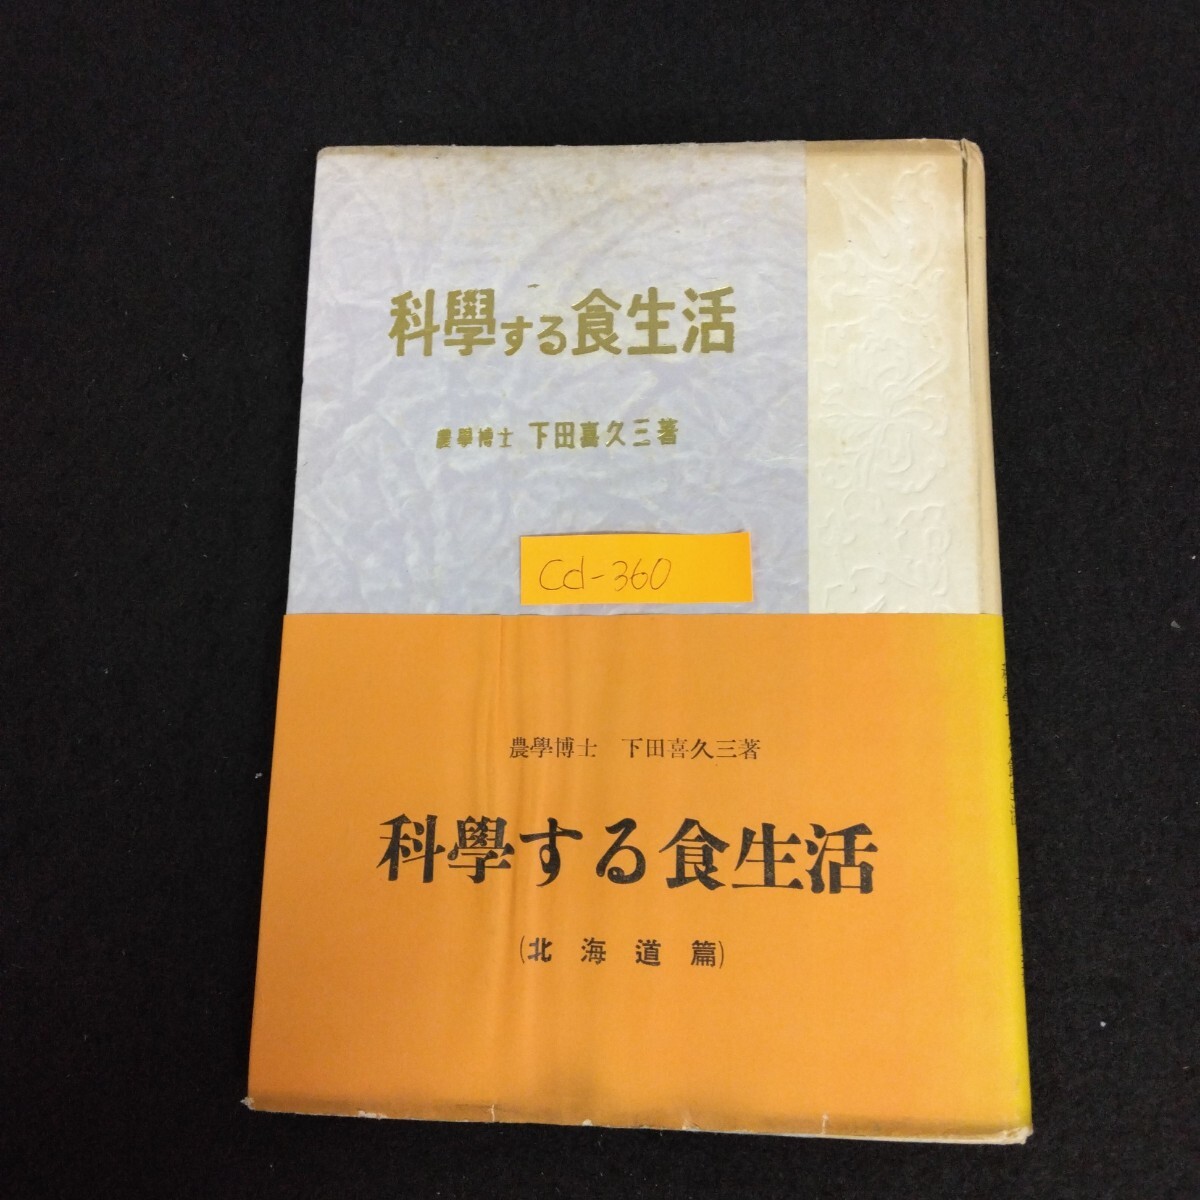 科學する食生活
農學博士 下田喜久三著
cd-360
農學博士 下田喜久三著
科學する食生活
(北海道篇)